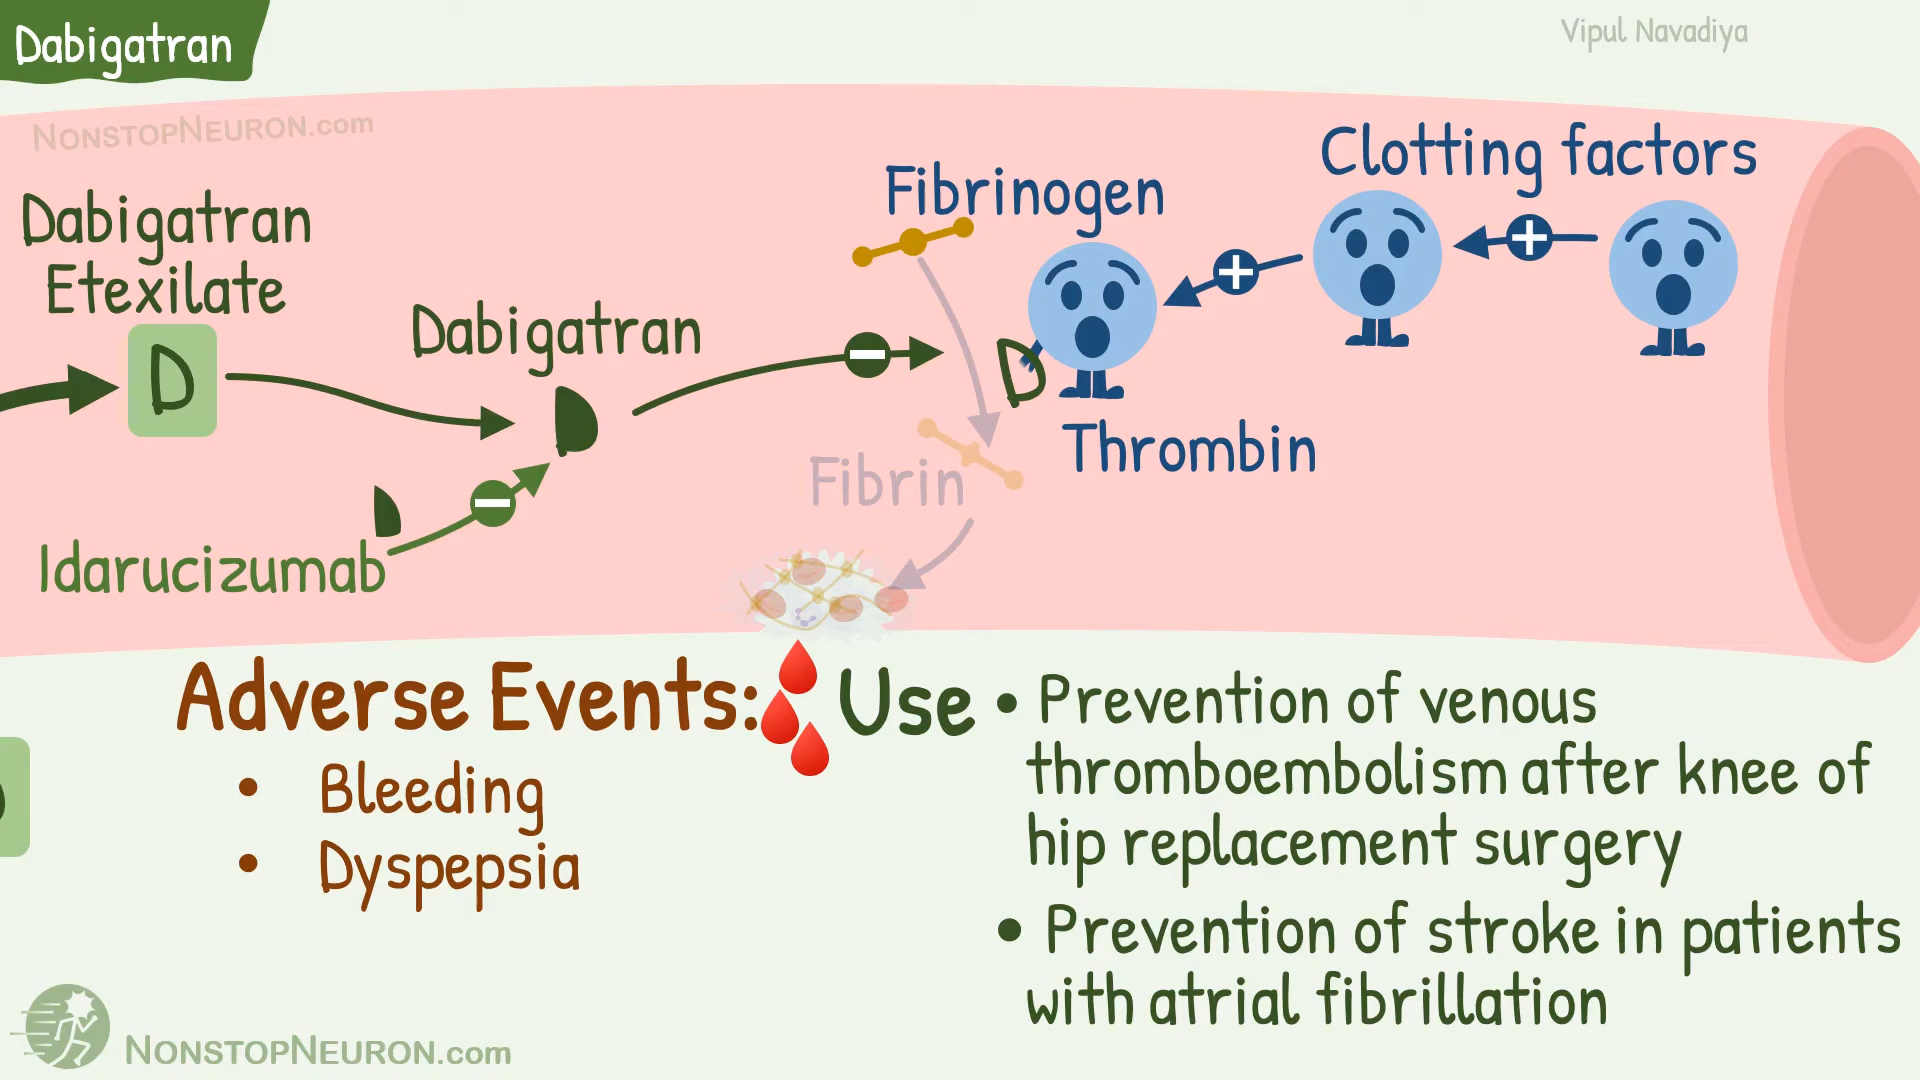 Dabigatran
Vipul Navadiya
NONSTOPNEURON.com
Clotting factors
Fibrinogen
Dabigatran
Etexilate
D
Dabigatran
D
Thrombin
Fibrin
Idarucizumab
Adverse Events:
• Bleeding
• Dyspepsia
Use
• Prevention of venous
thromboembolism after knee of
hip replacement surgery
• Prevention of stroke in patients
with atrial fibrillation
NONSTOPNEURON.com